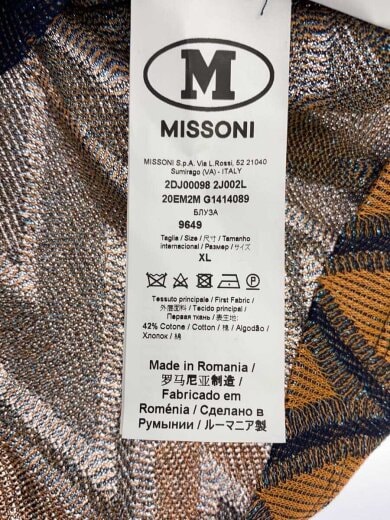 M
MISSONI
MISSONI S.p.A. Via L.Rossi, 52 21040
Sumirago (VA) - ITALY
2DJ00098 2J002L
20EM2M G1414089
БЛУЗА
9649
Taglia / Size / 尺寸 / Tamanho
internacional / Размер / サイズ
XL
Tessuto principale / First Fabric /
外层面料 / Tecido principal /
Первая ткань / 表生地:
42% Cotone / Cotton / 棉 / Algodão /
Хлопок / 綿
Made in Romania /
罗马尼亚制造 /
Fabricado em
Roménia / Сделано в
Румынии / ルーマニア製